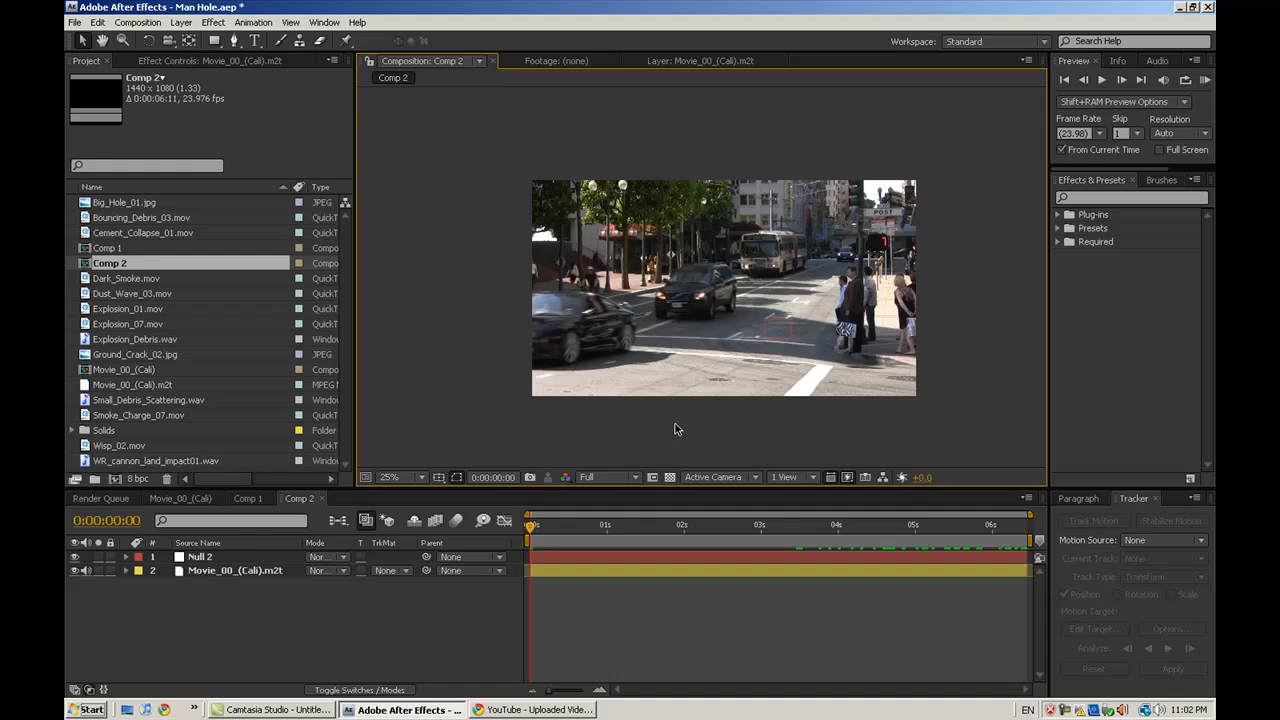 Adobe After Effects - Man Hole.aep *
File Edit Composition Layer Effect Animation View Window Help
Workspace: Standard Search Help
Project Effect Controls: Movie_00_(Cali).m2t
Composition: Comp 2 Footage: (none) Layer: Movie_00_(Cali).m2t
Preview Info Audio
Comp 2
Comp 2
1440 x 1080 (1.33)
Δ 0:00:06:11, 23.976 fps
Shift+RAM Preview Options
Frame Rate Skip Resolution
(23.98) 1 Auto
From Current Time Full Screen
Effects & Presets Brushes
Plug-ins
Presets
Required
Name Type
Big_Hole_01.jpg JPEG
Bouncing_Debris_03.mov QuickT
Cement_Collapse_01.mov QuickT
Comp 1 Compo
Comp 2 Compo
Dark_Smoke.mov QuickT
Dust_Wave_03.mov QuickT
Explosion_01.mov QuickT
Explosion_07.mov QuickT
Explosion_Debris.wav Window
Ground_Crack_02.jpg JPEG
Movie_00_(Cali) Compo
Movie_00_(Cali).m2t MPEG M
Small_Debris_Scattering.wav Window
Smoke_Charge_07.mov QuickT
Solids Folder
Wisp_02.mov QuickT
WR_cannon_land_impact01.wav Window
8 bpc
POST
25% 0:00:00:00 Full Active Camera 1 View +0.0
Render Queue Movie_00_(Cali) Comp 1 Comp 2
0:00:00:00
# Source Name Mode T TrkMat Parent
1 Null 2 Nor... None
2 Movie_00_(Cali).m2t Nor... None None
0s 01s 02s 03s 04s 05s 06s
Toggle Switches / Modes
Paragraph Tracker
Track Motion Stabilize Motion
Motion Source: None
Current Track: None
Track Type: Transform
Position Rotation Scale
Motion Target:
Edit Target... Options...
Analyze:
Reset Apply
Start Camtasia Studio - Untitle... Adobe After Effects - ... YouTube - Uploaded Vide... EN 11:02 PM